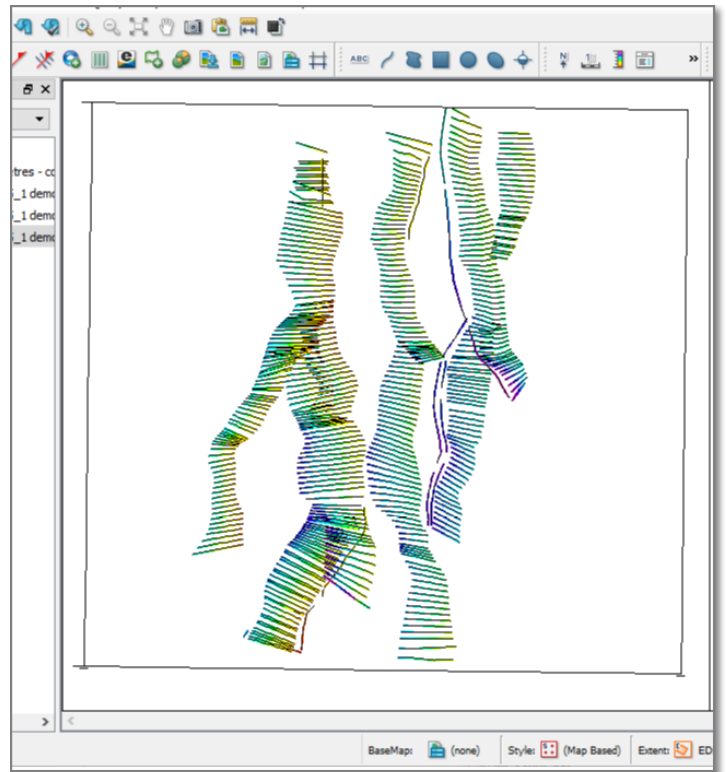 ABC
N
tres - co
_1 demo
_1 demo
_1 demo
BaseMap: (none) Style: (Map Based) Extent: ED